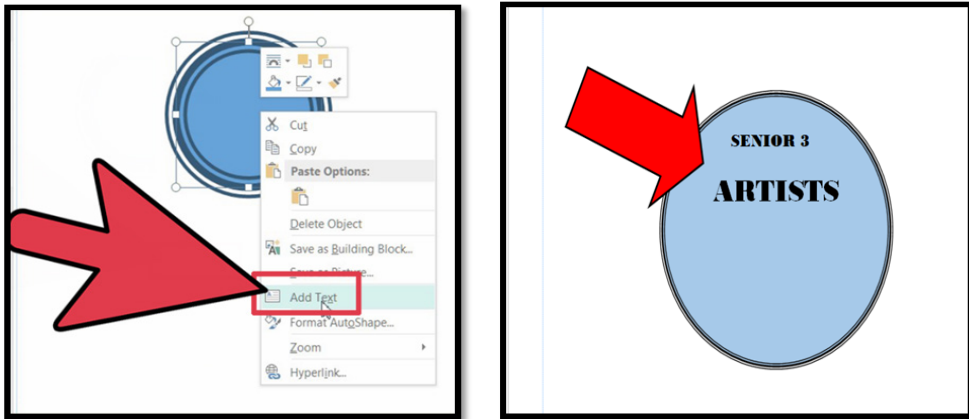 Cut
Copy
Paste Options:
Delete Object
Save as Building Block...
Save as Picture...
Add Text
Format AutoShape...
Zoom
Hyperlink...
SENIOR 3
ARTISTS